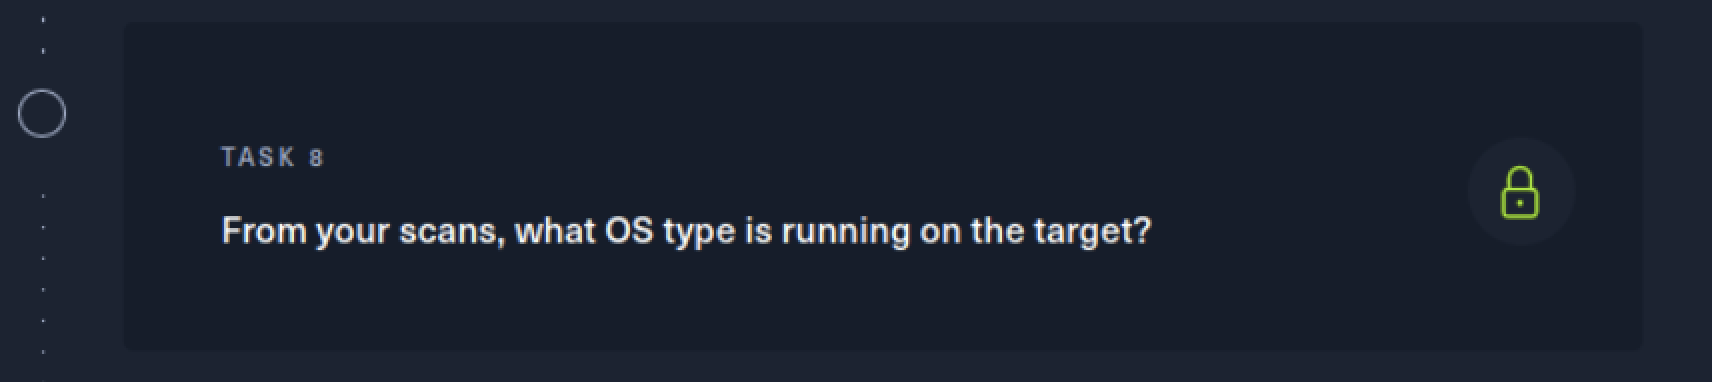 TASK 8
From your scans, what OS type is running on the target?